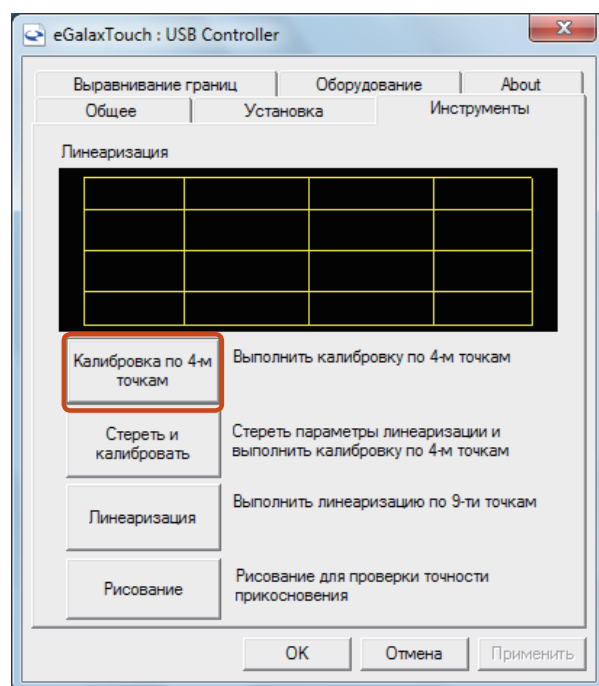 eGalaxTouch : USB Controller
Выравнивание границ Оборудование About
Общее Установка Инструменты
Линеаризация
Калибровка по 4-м
точкам
Выполнить калибровку по 4-м точкам
Стереть и
калибровать
Стереть параметры линеаризации и
выполнить калибровку по 4-м точкам
Линеаризация
Выполнить линеаризацию по 9-ти точкам
Рисование
Рисование для проверки точности
прикосновения
OK Отмена Применить